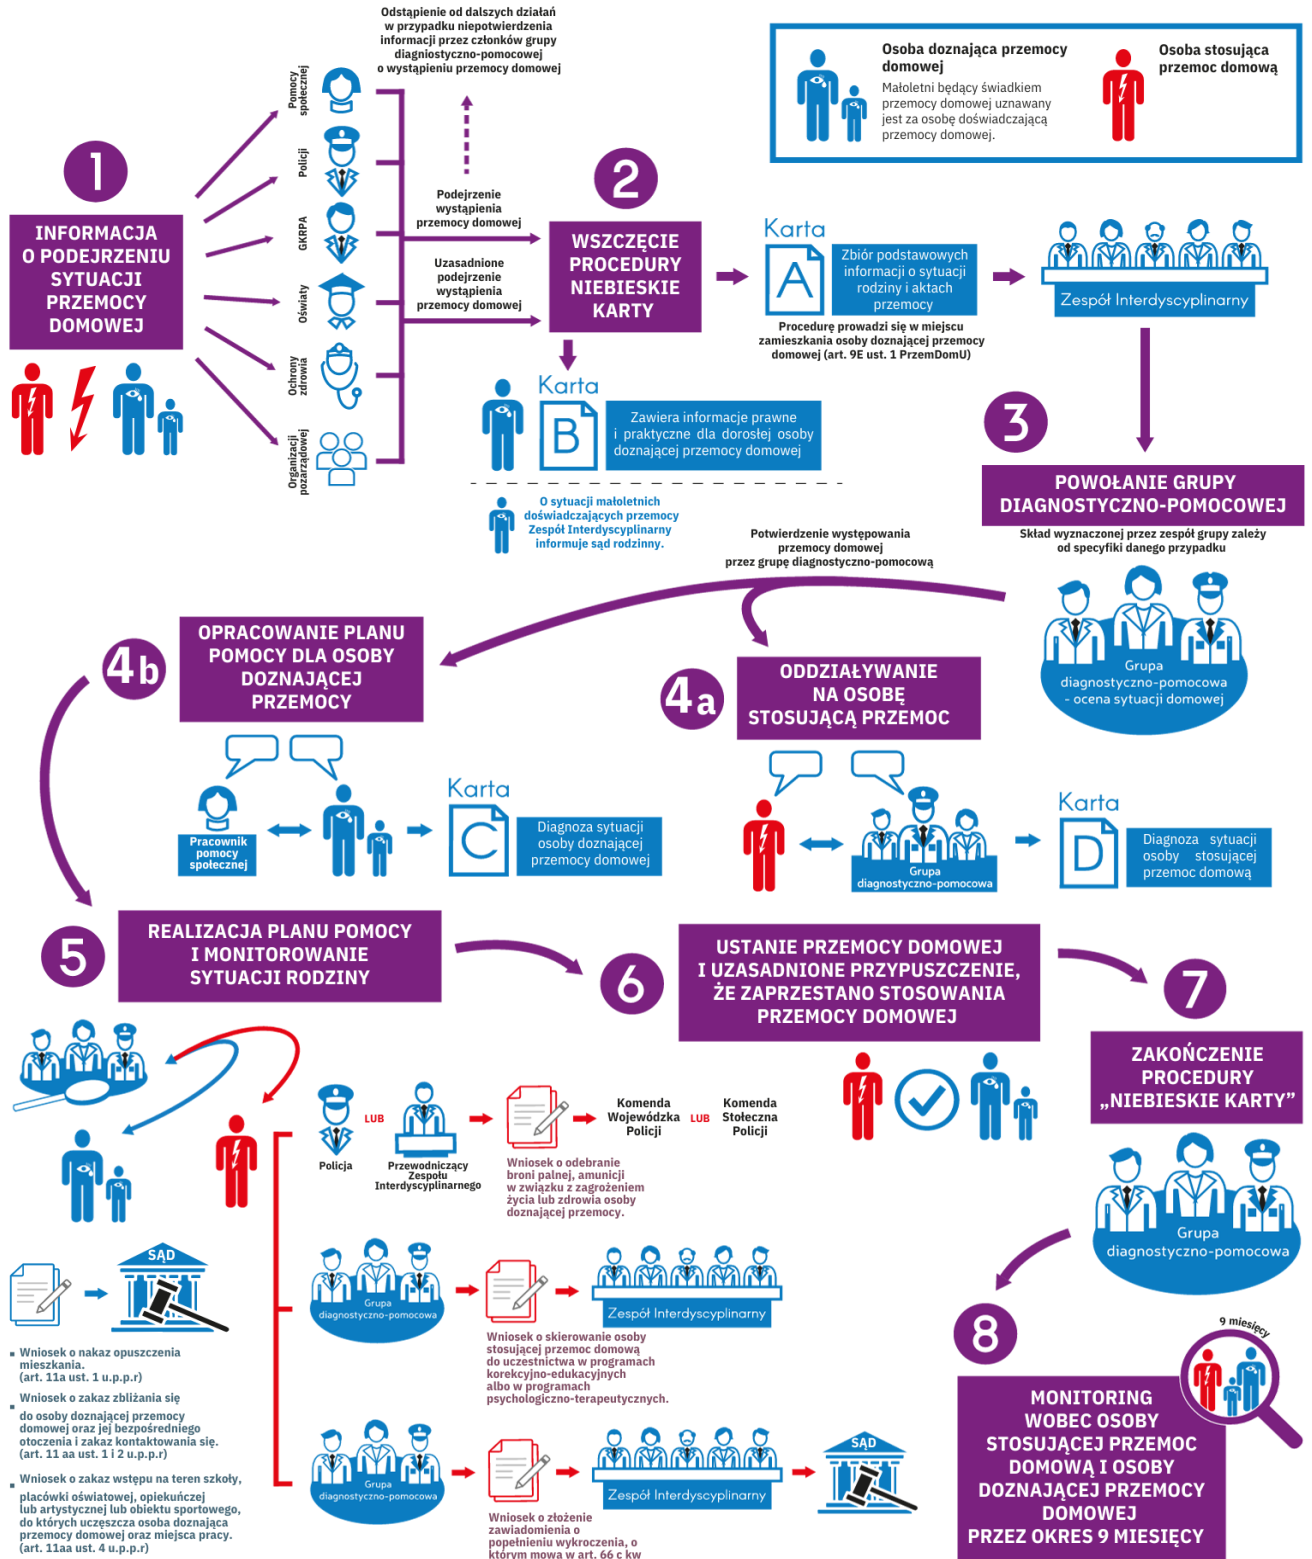 Odstąpienie od dalszych działań
w przypadku niepotwierdzenia
informacji przez członków grupy
diagniostyczno-pomocowej
o wystąpieniu przemocy domowej
Osoba doznająca przemocy
domowej
Małoletni będący świadkiem
przemocy domowej uznawany
jest za osobę doświadczającą
przemocy domowej.
Osoba stosująca
przemoc domową
1
INFORMACJA
O PODEJRZENIU
SYTUACJI
PRZEMOCY
DOMOWEJ
Pomocy
społecznej
Policji
GKRPA
Oświaty
Ochrony
zdrowia
Organizacji
pozarządowej
Podejrzenie
wystąpienia
przemocy domowej
Uzasadnione
podejrzenie
wystąpienia
przemocy domowej
2
WSZCZĘCIE
PROCEDURY
NIEBIESKIE
KARTY
Karta
A
Zbiór podstawowych
informacji o sytuacji
rodziny i aktach
przemocy
Procedurę prowadzi się w miejscu
zamieszkania osoby doznającej przemocy
domowej (art. 9E ust. 1 PrzemDomU)
Zespół Interdyscyplinarny
Karta
B
Zawiera informacje prawne
i praktyczne dla dorosłej osoby
doznającej przemocy domowej
O sytuacji małoletnich
doświadczających przemocy
Zespół Interdyscyplinarny
informuje sąd rodzinny.
3
POWOŁANIE GRUPY
DIAGNOSTYCZNO-POMOCOWEJ
Skład wyznaczonej przez zespół grupy zależy
od specyfiki danego przypadku
Grupa
diagnostyczno-pomocowa
- ocena sytuacji domowej
Potwierdzenie występowania
przemocy domowej
przez grupę diagnostyczno-pomocową
4b
OPRACOWANIE PLANU
POMOCY DLA OSOBY
DOZNAJĄCEJ
PRZEMOCY
Pracownik
pomocy
społecznej
Karta
C
Diagnoza sytuacji
osoby doznającej
przemocy domowej
4a
ODDZIAŁYWANIE
NA OSOBĘ
STOSUJĄCĄ PRZEMOC
Grupa
diagnostyczno-pomocowa
Karta
D
Diagnoza sytuacji
osoby stosującej
przemoc domową
5
REALIZACJA PLANU POMOCY
I MONITOROWANIE
SYTUACJI RODZINY
6
USTANIE PRZEMOCY DOMOWEJ
I UZASADNIONE PRZYPUSZCZENIE,
ŻE ZAPRZESTANO STOSOWANIA
PRZEMOCY DOMOWEJ
7
ZAKOŃCZENIE
PROCEDURY
„NIEBIESKIE KARTY”
Grupa
diagnostyczno-pomocowa
Policja
LUB
Przewodniczący
Zespołu
Interdyscyplinarnego
Wniosek o odebranie
broni palnej, amunicji
w związku z zagrożeniem
życia lub zdrowia osoby
doznającej przemocy.
Komenda
Wojewódzka
Policji
LUB
Komenda
Stołeczna
Policji
SĄD
Wniosek o nakaz opuszczenia
mieszkania.
(art. 11a ust. 1 u.p.p.r)
Wniosek o zakaz zbliżania się
do osoby doznającej przemocy
domowej oraz jej bezpośredniego
otoczenia i zakaz kontaktowania się.
(art. 11 aa ust. 1 i 2 u.p.p.r)
Wniosek o zakaz wstępu na teren szkoły,
placówki oświatowej, opiekuńczej
lub artystycznej lub obiektu sportowego,
do których uczęszcza osoba doznająca
przemocy domowej oraz miejsca pracy.
(art. 11aa ust. 4 u.p.p.r)
Grupa
diagnostyczno-pomocowa
Wniosek o skierowanie osoby
stosującej przemoc domową
do uczestnictwa w programach
korekcyjno-edukacyjnych
albo w programach
psychologiczno-terapeutycznych.
Zespół Interdyscyplinarny
Grupa
diagnostyczno-pomocowa
Wniosek o złożenie
zawiadomienia o
popełnieniu wykroczenia, o
którym mowa w art. 66 c kw
Zespół Interdyscyplinarny
SĄD
8
9 miesięcy
MONITORING
WOBEC OSOBY
STOSUJĄCEJ PRZEMOC
DOMOWĄ I OSOBY
DOZNAJĄCEJ PRZEMOCY
DOMOWEJ
PRZEZ OKRES 9 MIESIĘCY